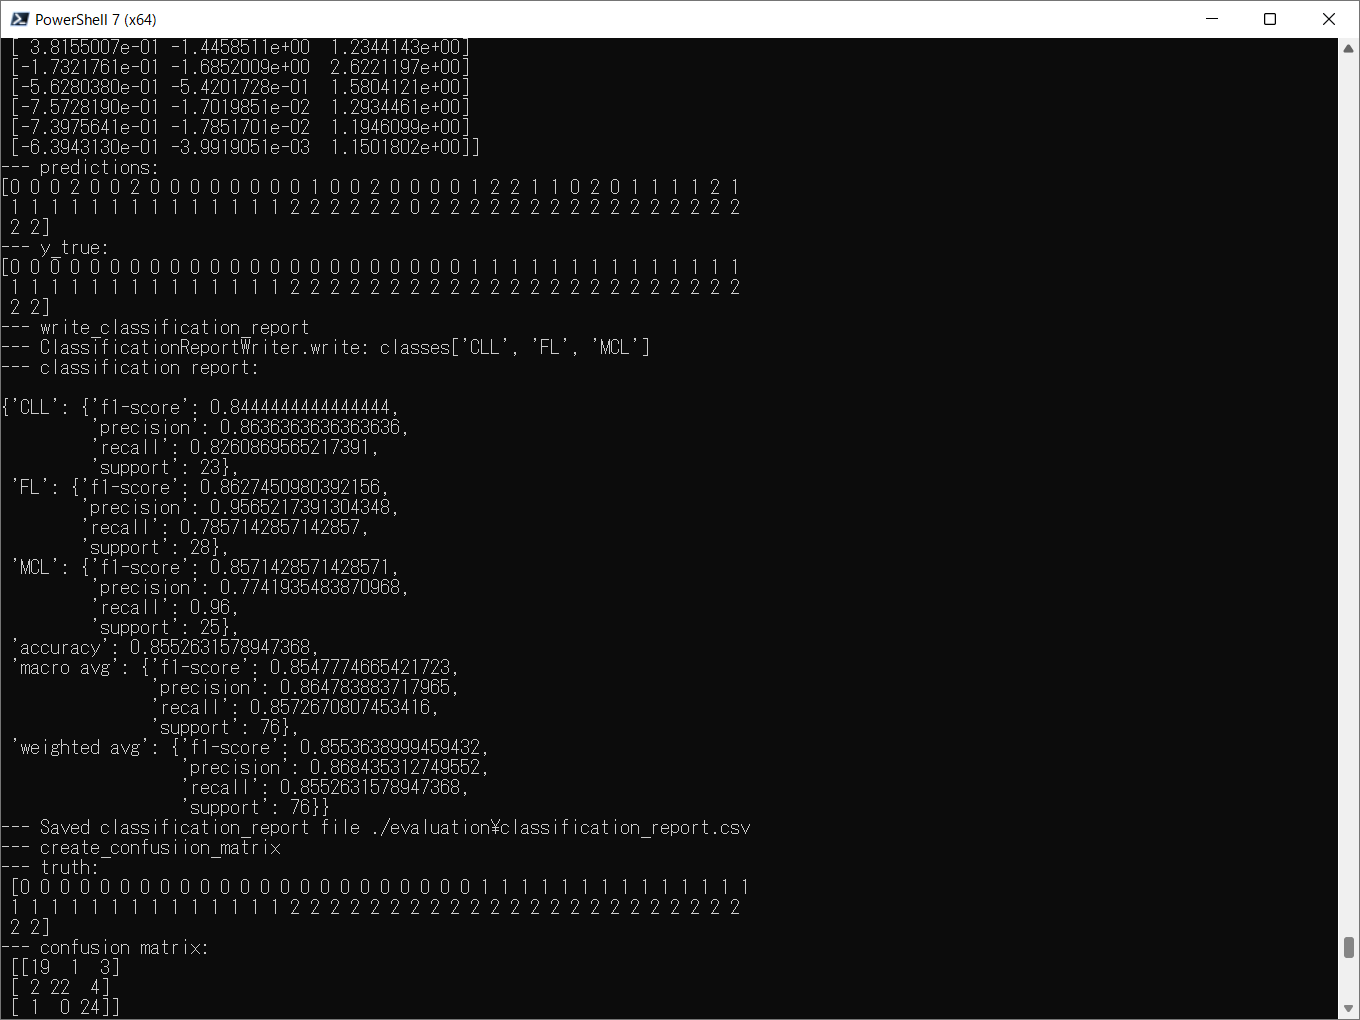 PowerShell 7 (x64)
[ 3.8155007e-01 -1.4458511e+00  1.2344143e+00]
[-1.7321761e-01 -1.6852009e+00  2.6221197e+00]
[-5.6280380e-01 -5.4201728e-01  1.5804121e+00]
[-7.5728190e-01 -1.7019851e-02  1.2934461e+00]
[-7.3975641e-01 -1.7851701e-02  1.1946099e+00]
[-6.3943130e-01 -3.9919051e-03  1.1501802e+00]]
--- predictions:
[0 0 0 2 0 0 2 0 0 0 0 0 0 0 0 1 0 0 2 0 0 0 0 1 2 2 1 1 0 2 0 1 1 1 1 2 1
 1 1 1 1 1 1 1 1 1 1 1 1 1 1 2 2 2 2 2 2 0 2 2 2 2 2 2 2 2 2 2 2 2 2 2 2 2
 2 2]
--- y_true:
[0 0 0 0 0 0 0 0 0 0 0 0 0 0 0 0 0 0 0 0 0 0 0 1 1 1 1 1 1 1 1 1 1 1 1 1 1
 1 1 1 1 1 1 1 1 1 1 1 1 1 1 2 2 2 2 2 2 2 2 2 2 2 2 2 2 2 2 2 2 2 2 2 2 2
 2 2]
--- write_classification_report
--- ClassificationReportWriter.write: classes['CLL', 'FL', 'MCL']
--- classification report:
{'CLL': {'f1-score': 0.8444444444444444,
         'precision': 0.8636363636363636,
         'recall': 0.8260869565217391,
         'support': 23},
 'FL': {'f1-score': 0.8627450980392156,
        'precision': 0.9565217391304348,
        'recall': 0.7857142857142857,
        'support': 28},
 'MCL': {'f1-score': 0.8571428571428571,
         'precision': 0.7741935483870968,
         'recall': 0.96,
         'support': 25},
 'accuracy': 0.8552631578947368,
 'macro avg': {'f1-score': 0.8547774665421723,
               'precision': 0.864783883717965,
               'recall': 0.8572670807453416,
               'support': 76},
 'weighted avg': {'f1-score': 0.8553638999459432,
                  'precision': 0.868435312749552,
                  'recall': 0.8552631578947368,
                  'support': 76}}
--- Saved classification_report file ./evaluation¥classification_report.csv
--- create_confusiion_matrix
--- truth:
 [0 0 0 0 0 0 0 0 0 0 0 0 0 0 0 0 0 0 0 0 0 0 0 1 1 1 1 1 1 1 1 1 1 1 1 1 1
 1 1 1 1 1 1 1 1 1 1 1 1 1 1 2 2 2 2 2 2 2 2 2 2 2 2 2 2 2 2 2 2 2 2 2 2 2
 2 2]
--- confusion matrix:
 [[19  1  3]
 [ 2 22  4]
 [ 1  0 24]]